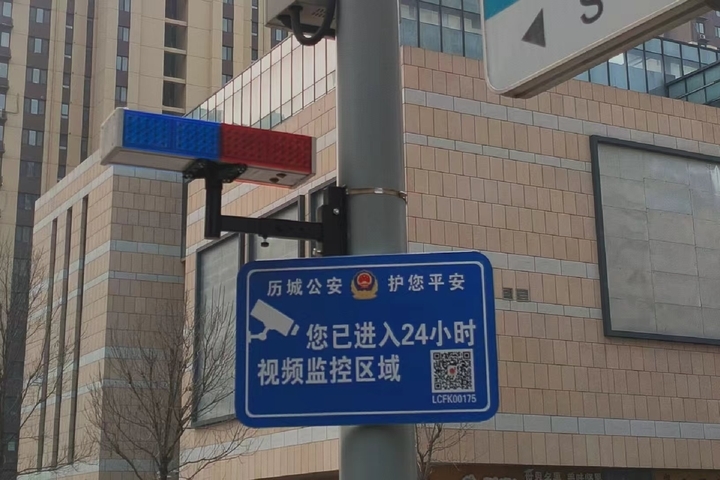 S
历城公安 护您平安
您已进入24小时
视频监控区域
LCFK00175